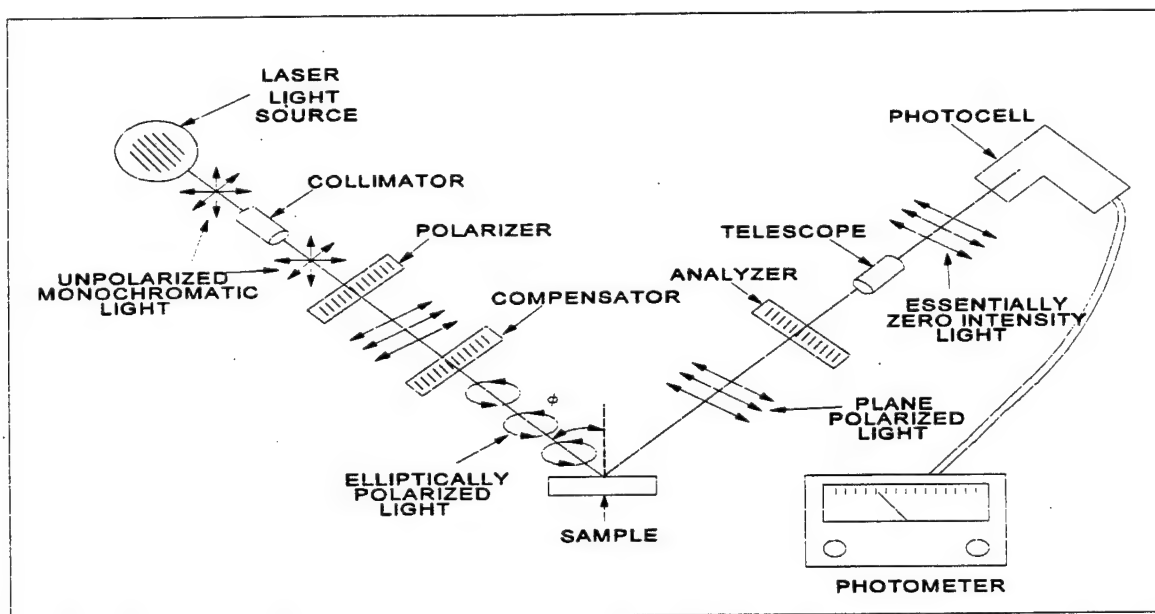 LASER
LIGHT
SOURCE
COLLIMATOR
POLARIZER
UNPOLARIZED
MONOCHROMATIC
LIGHT
COMPENSATOR
ϕ
ELLIPTICALLY
POLARIZED
LIGHT
SAMPLE
PHOTOCELL
TELESCOPE
ANALYZER
ESSENTIALLY
ZERO INTENSITY
LIGHT
PLANE
POLARIZED
LIGHT
PHOTOMETER